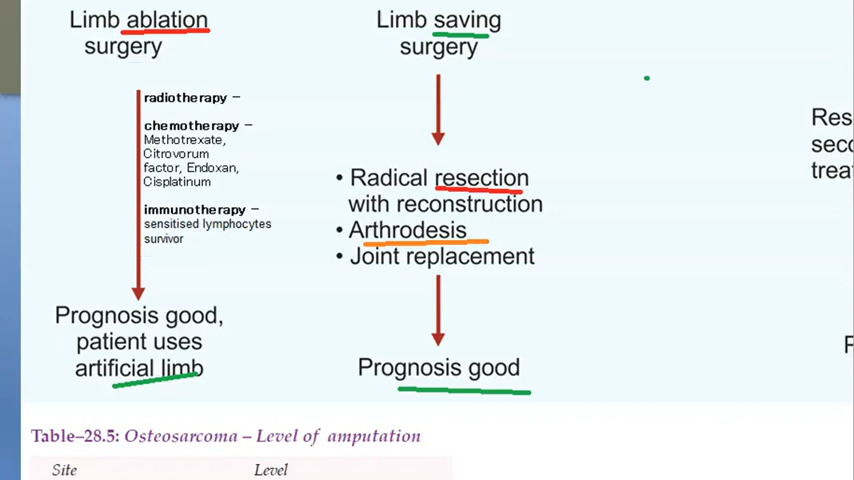 Limb ablation
surgery
radiotherapy –
chemotherapy –
Methotrexate,
Citrovorum
factor, Endoxan,
Cisplatinum
immunotherapy –
sensitised lymphocytes
survivor
Prognosis good,
patient uses
artificial limb
Limb saving
surgery
• Radical resection
with reconstruction
• Arthrodesis
• Joint replacement
Prognosis good
Table–28.5: Osteosarcoma – Level of amputation
Site Level